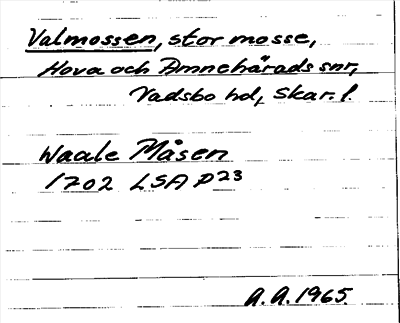 Valmossen, stor mosse,
Hova och Amnehärads snr,
Vadsbo hd, Skar. l.
Waale Måsen
1702 LSA P23
A.A. 1965